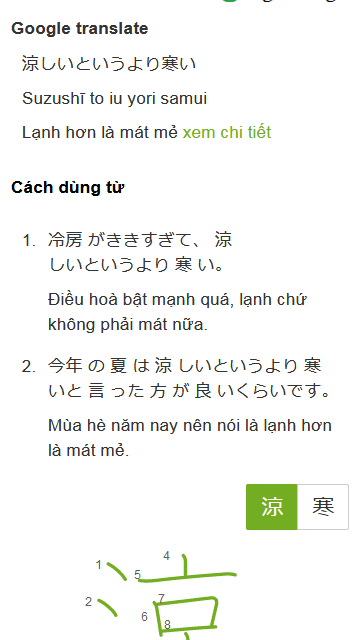 Google translate
涼しいというより寒い
Suzushī to iu yori samui
Lạnh hơn là mát mẻ xem chi tiết
Cách dùng từ
1. 冷房 がききすぎて、 涼
しいというより 寒 い。
Điều hoà bật mạnh quá, lạnh chứ
không phải mát nữa.
2. 今年 の 夏 は 涼 しいというより 寒
いと 言 った 方 が 良 いくらいです。
Mùa hè năm nay nên nói là lạnh hơn
là mát mẻ.
涼 寒
4
1
5
2
7
6
8